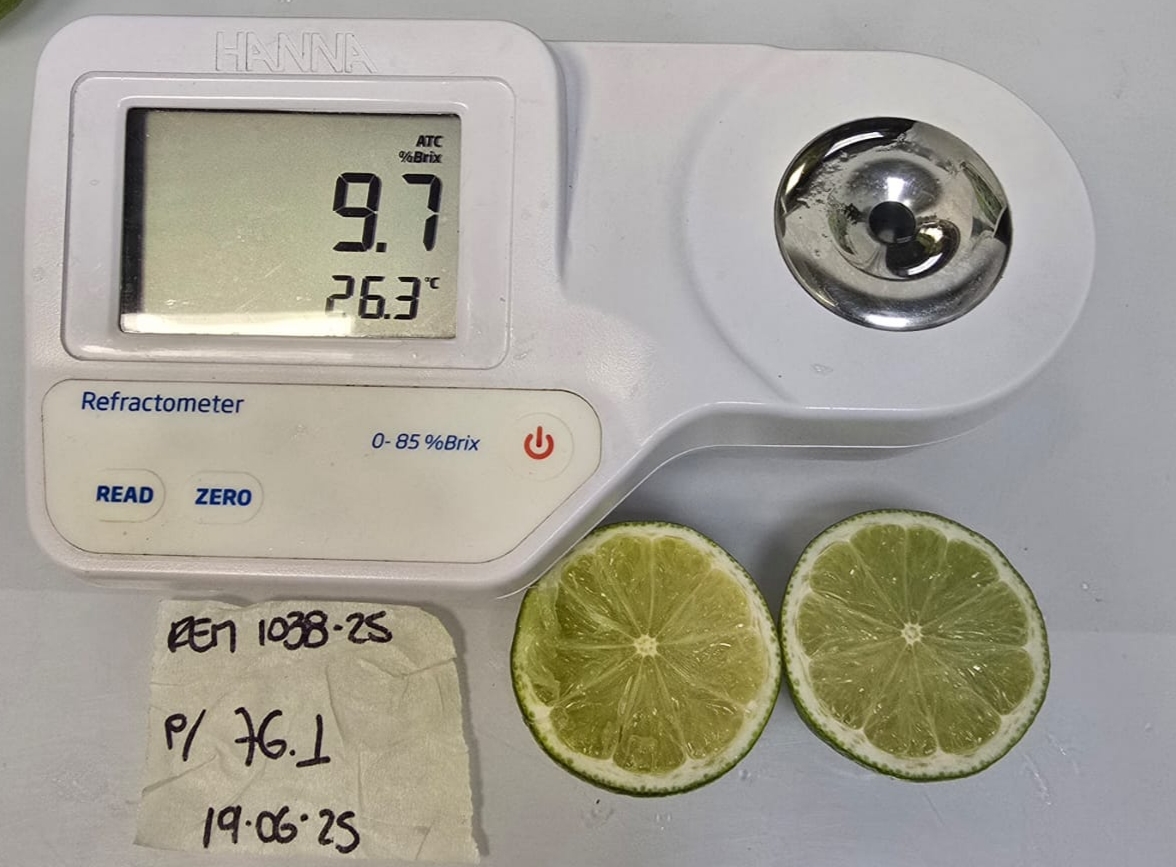 HANNA
ATC
%Brix
9.7
26.3°C
Refractometer
0-85 %Brix
READ ZERO
REM 1038-25
P/ 76.1
19.06.25